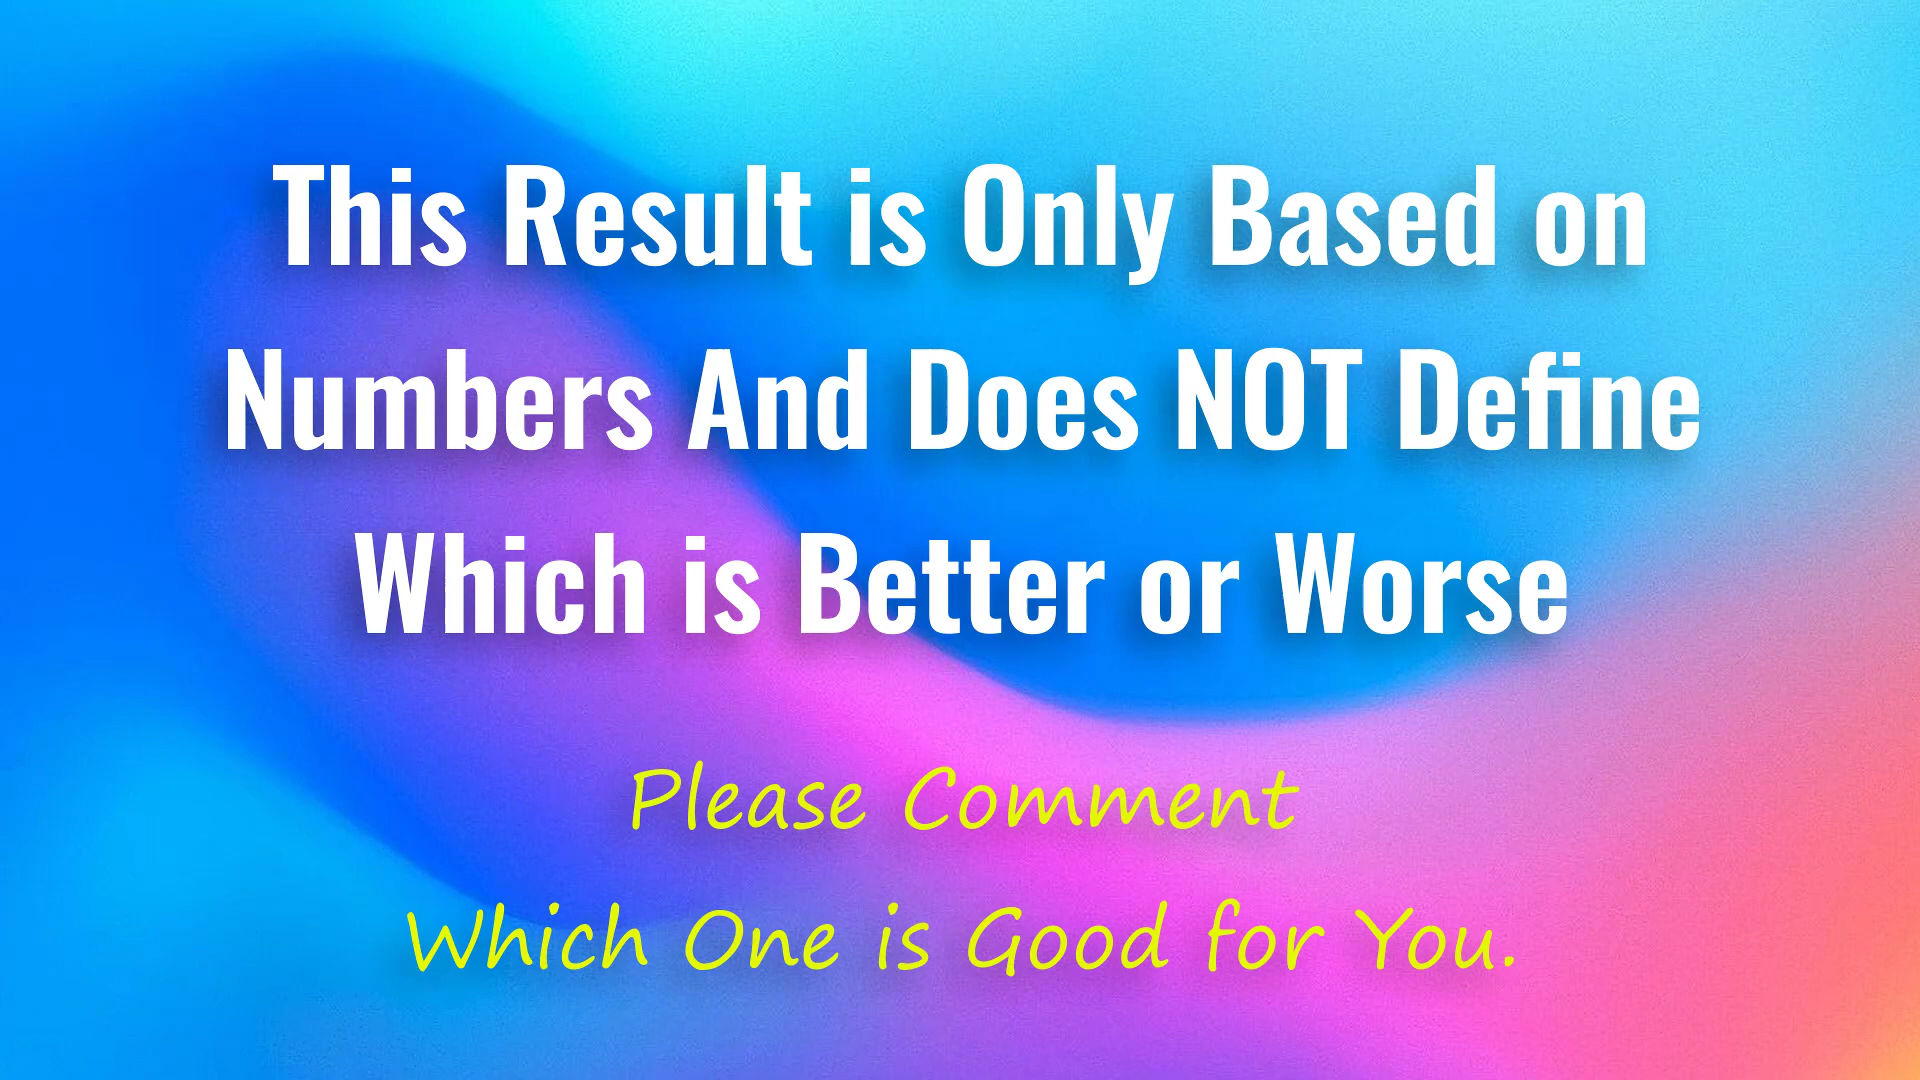 This Result is Only Based on
Numbers And Does NOT Define
Which is Better or Worse
Please Comment
Which One is Good for You.